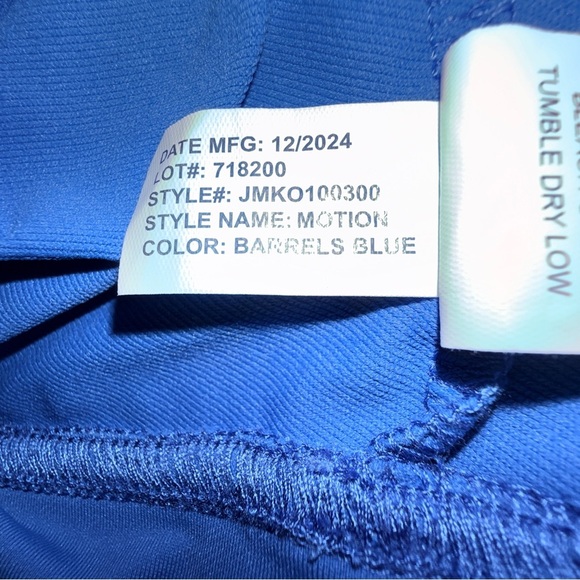 DATE MFG: 12/2024
LOT#: 718200
STYLE#: JMKO100300
STYLE NAME: MOTION
COLOR: BARRELS BLUE
TUMBLE DRY LOW